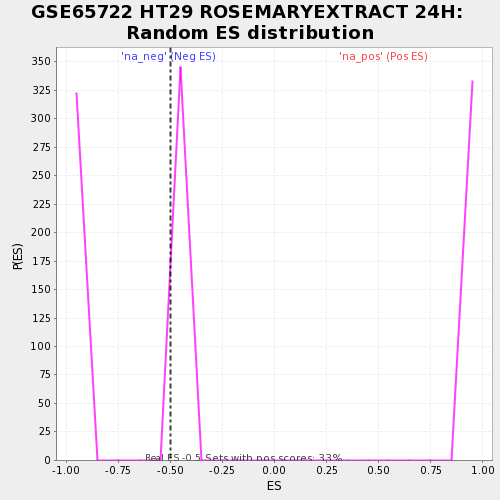 GSE65722 HT29 ROSEMARYEXTRACT 24H:
Random ES distribution
'na_neg' (Neg ES)
'na_pos' (Pos ES)
350
325
300
275
250
225
200
175
150
125
100
75
50
25
0
P(ES)
Real ES -0.5 Sets with pos scores: 33%
-1.00 -0.75 -0.50 -0.25 0.00 0.25 0.50 0.75 1.00
ES